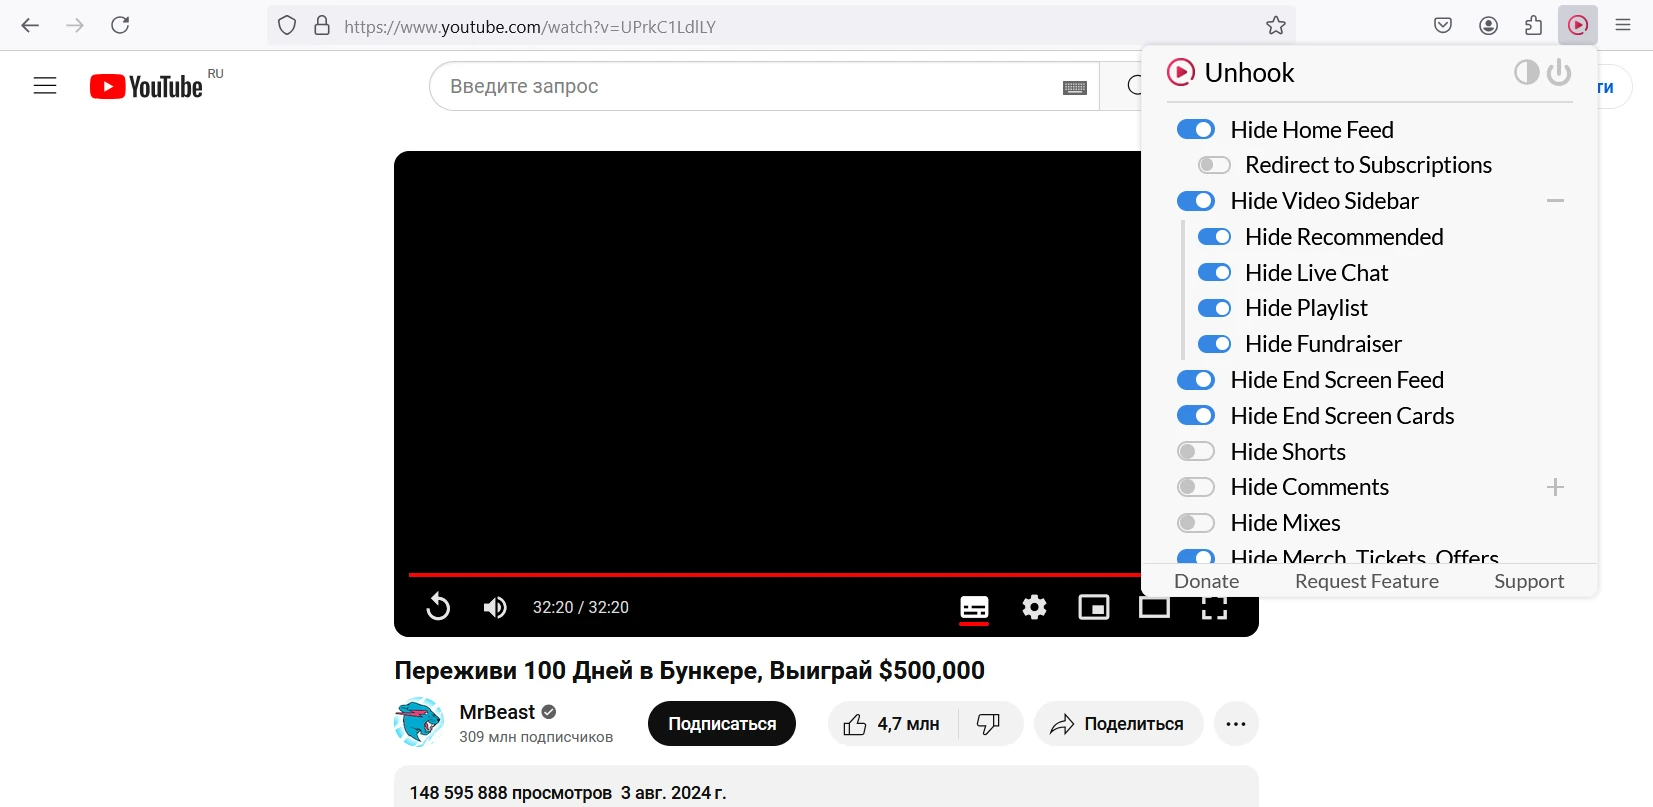 https://www.youtube.com/watch?v=UPrkC1LdlLY
YouTube RU
Введите запрос
ти
Unhook
Hide Home Feed
Redirect to Subscriptions
Hide Video Sidebar
Hide Recommended
Hide Live Chat
Hide Playlist
Hide Fundraiser
Hide End Screen Feed
Hide End Screen Cards
Hide Shorts
Hide Comments
Hide Mixes
Hide Merch, Tickets, Offers
Donate Request Feature Support
32:20 / 32:20
Переживи 100 Дней в Бункере, Выиграй $500,000
MrBeast
309 млн подписчиков
Подписаться
4,7 млн
Поделиться
148 595 888 просмотров 3 авг. 2024 г.